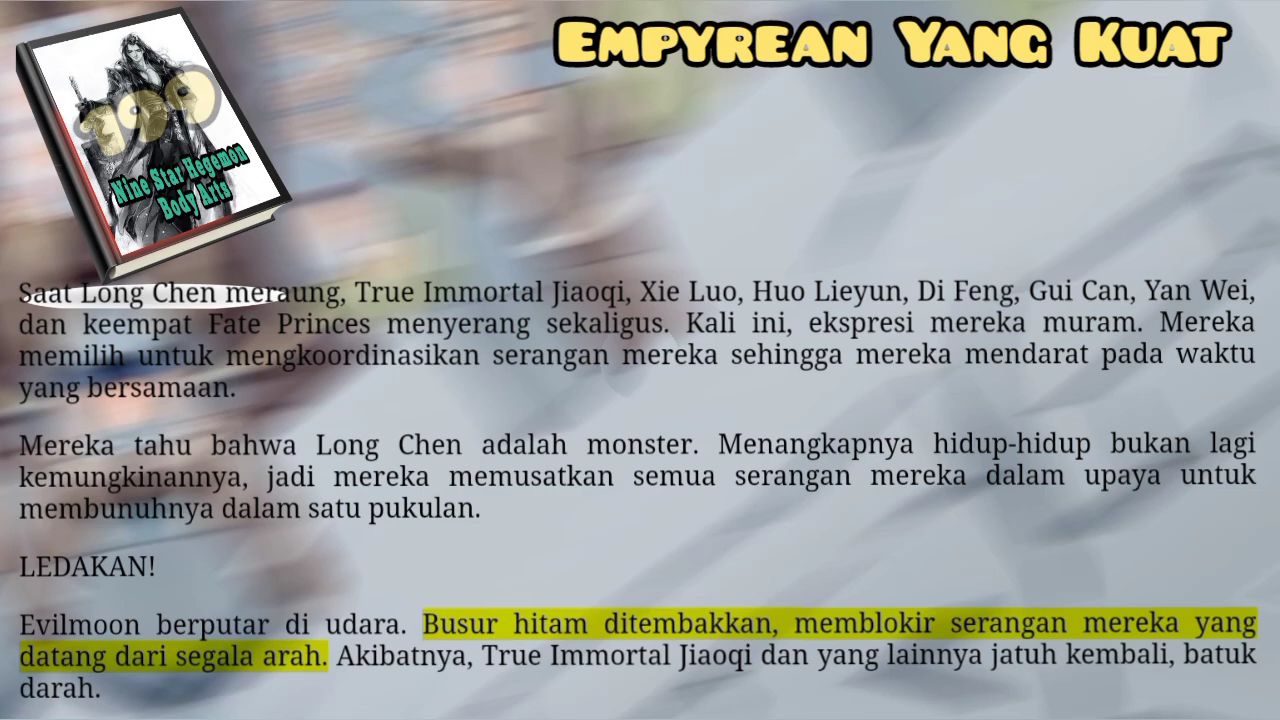 Empyrean Yang Kuat
199
Nine Star Hegemon
Body Arts
Saat Long Chen meraung, True Immortal Jiaoqi, Xie Luo, Huo Lieyun, Di Feng, Gui Can, Yan Wei,
dan keempat Fate Princes menyerang sekaligus. Kali ini, ekspresi mereka muram. Mereka
memilih untuk mengkoordinasikan serangan mereka sehingga mereka mendarat pada waktu
yang bersamaan.
Mereka tahu bahwa Long Chen adalah monster. Menangkapnya hidup-hidup bukan lagi
kemungkinannya, jadi mereka memusatkan semua serangan mereka dalam upaya untuk
membunuhnya dalam satu pukulan.
LEDAKAN!
Evilmoon berputar di udara. Busur hitam ditembakkan, memblokir serangan mereka yang
datang dari segala arah. Akibatnya, True Immortal Jiaoqi dan yang lainnya jatuh kembali, batuk
darah.